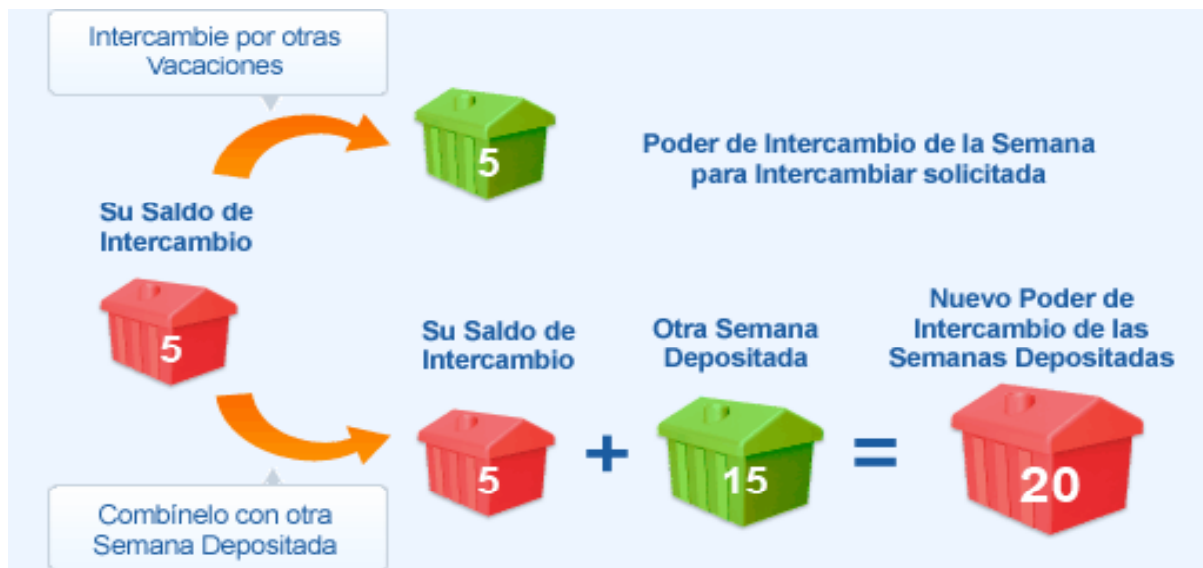 Intercambie por otras
Vacaciones
5
Poder de Intercambio de la Semana
para Intercambiar solicitada
Su Saldo de
Intercambio
5
Su Saldo de
Intercambio
Otra Semana
Depositada
Nuevo Poder de
Intercambio de las
Semanas Depositadas
5
+
15
=
20
Combínelo con otra
Semana Depositada